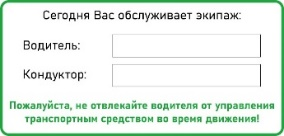 Сегодня Вас обслуживает экипаж:
Водитель:
Кондуктор:
Пожалуйста, не отвлекайте водителя от управления
транспортным средством во время движения!